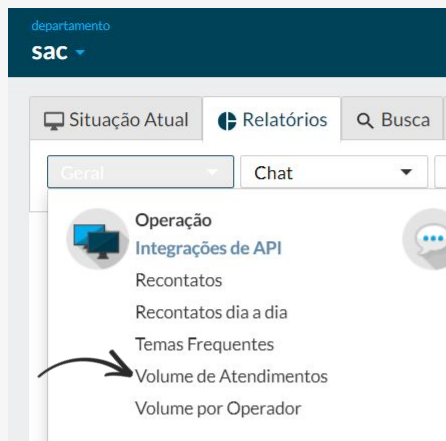 departamento
sac
Situação Atual
Relatórios
Busca
Geral
Chat
Operação
Integrações de API
Recontatos
Recontatos dia a dia
Temas Frequentes
Volume de Atendimentos
Volume por Operador